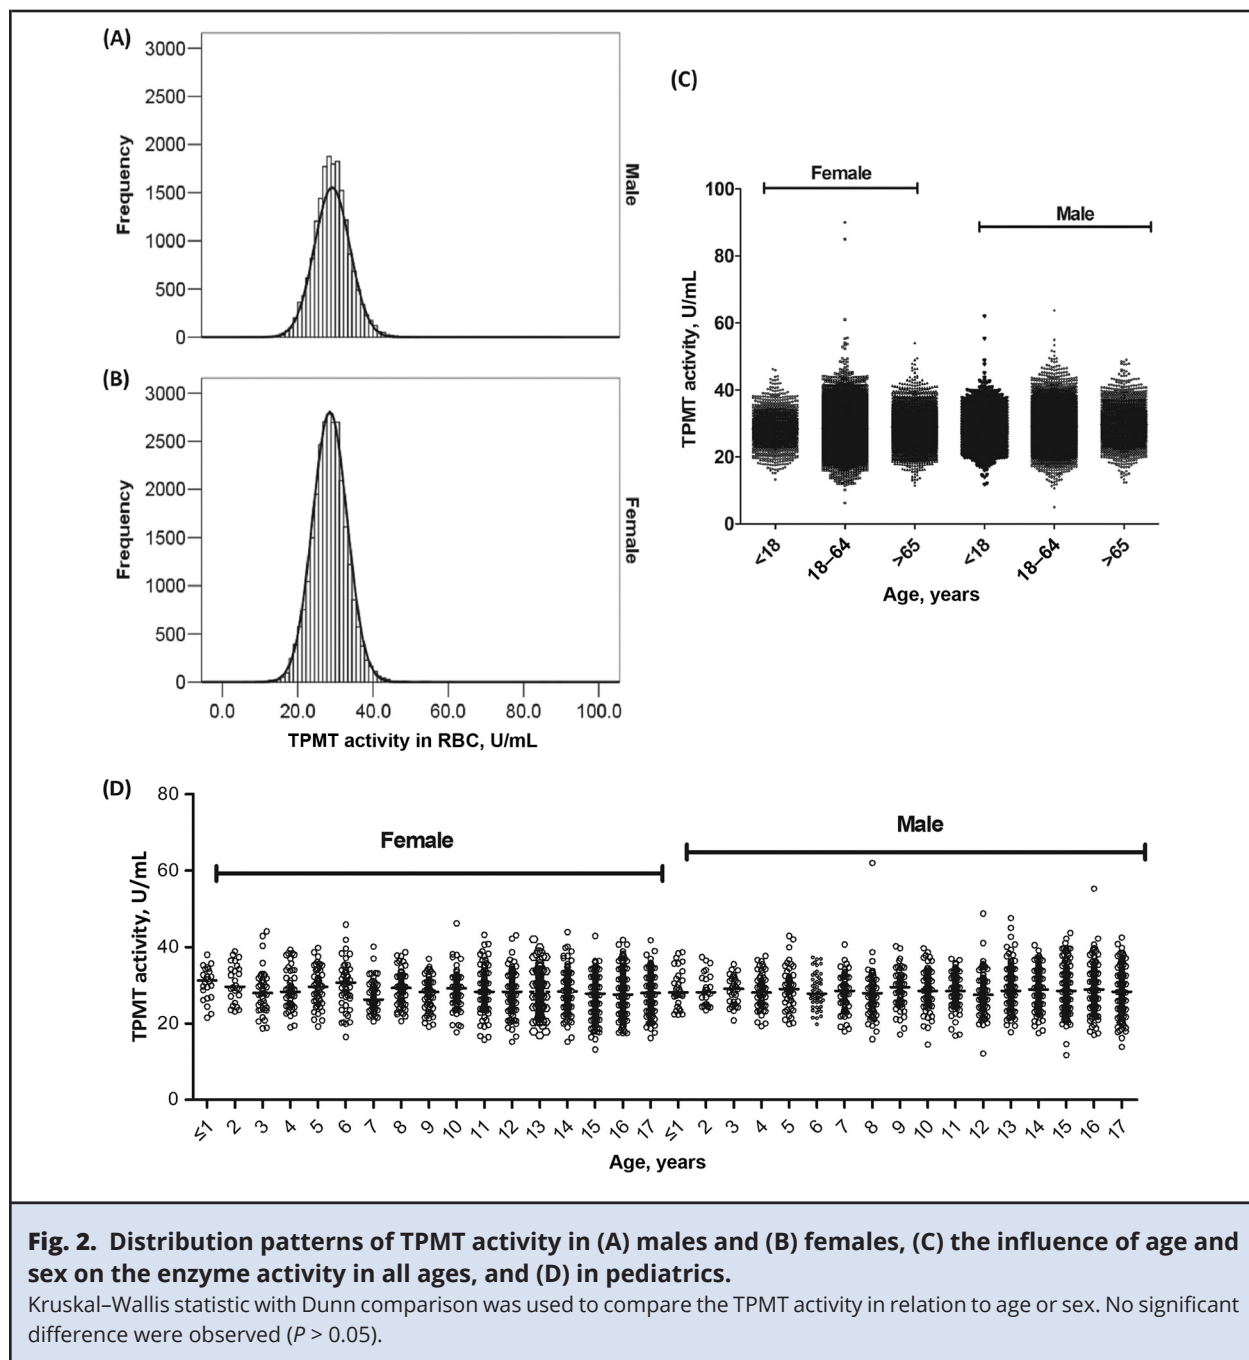 (A)
3000
2500
2000
1500
1000
500
0
Frequency
Male
(B)
3000
2500
2000
1500
1000
500
0
Frequency
Female
0.0 20.0 40.0 60.0 80.0 100.0
TPMT activity in RBC, U/mL
(C)
Female
Male
100
80
60
40
20
0
TPMT activity, U/mL
<18 18–64 >65 <18 18–64 >65
Age, years
(D)
Female
Male
80
60
40
20
0
TPMT activity, U/mL
≤1 2 3 4 5 6 7 8 9 10 11 12 13 14 15 16 17 ≤1 2 3 4 5 6 7 8 9 10 11 12 13 14 15 16 17
Age, years
Fig. 2. Distribution patterns of TPMT activity in (A) males and (B) females, (C) the influence of age and
sex on the enzyme activity in all ages, and (D) in pediatrics.
Kruskal–Wallis statistic with Dunn comparison was used to compare the TPMT activity in relation to age or sex. No significant
difference were observed (P > 0.05).